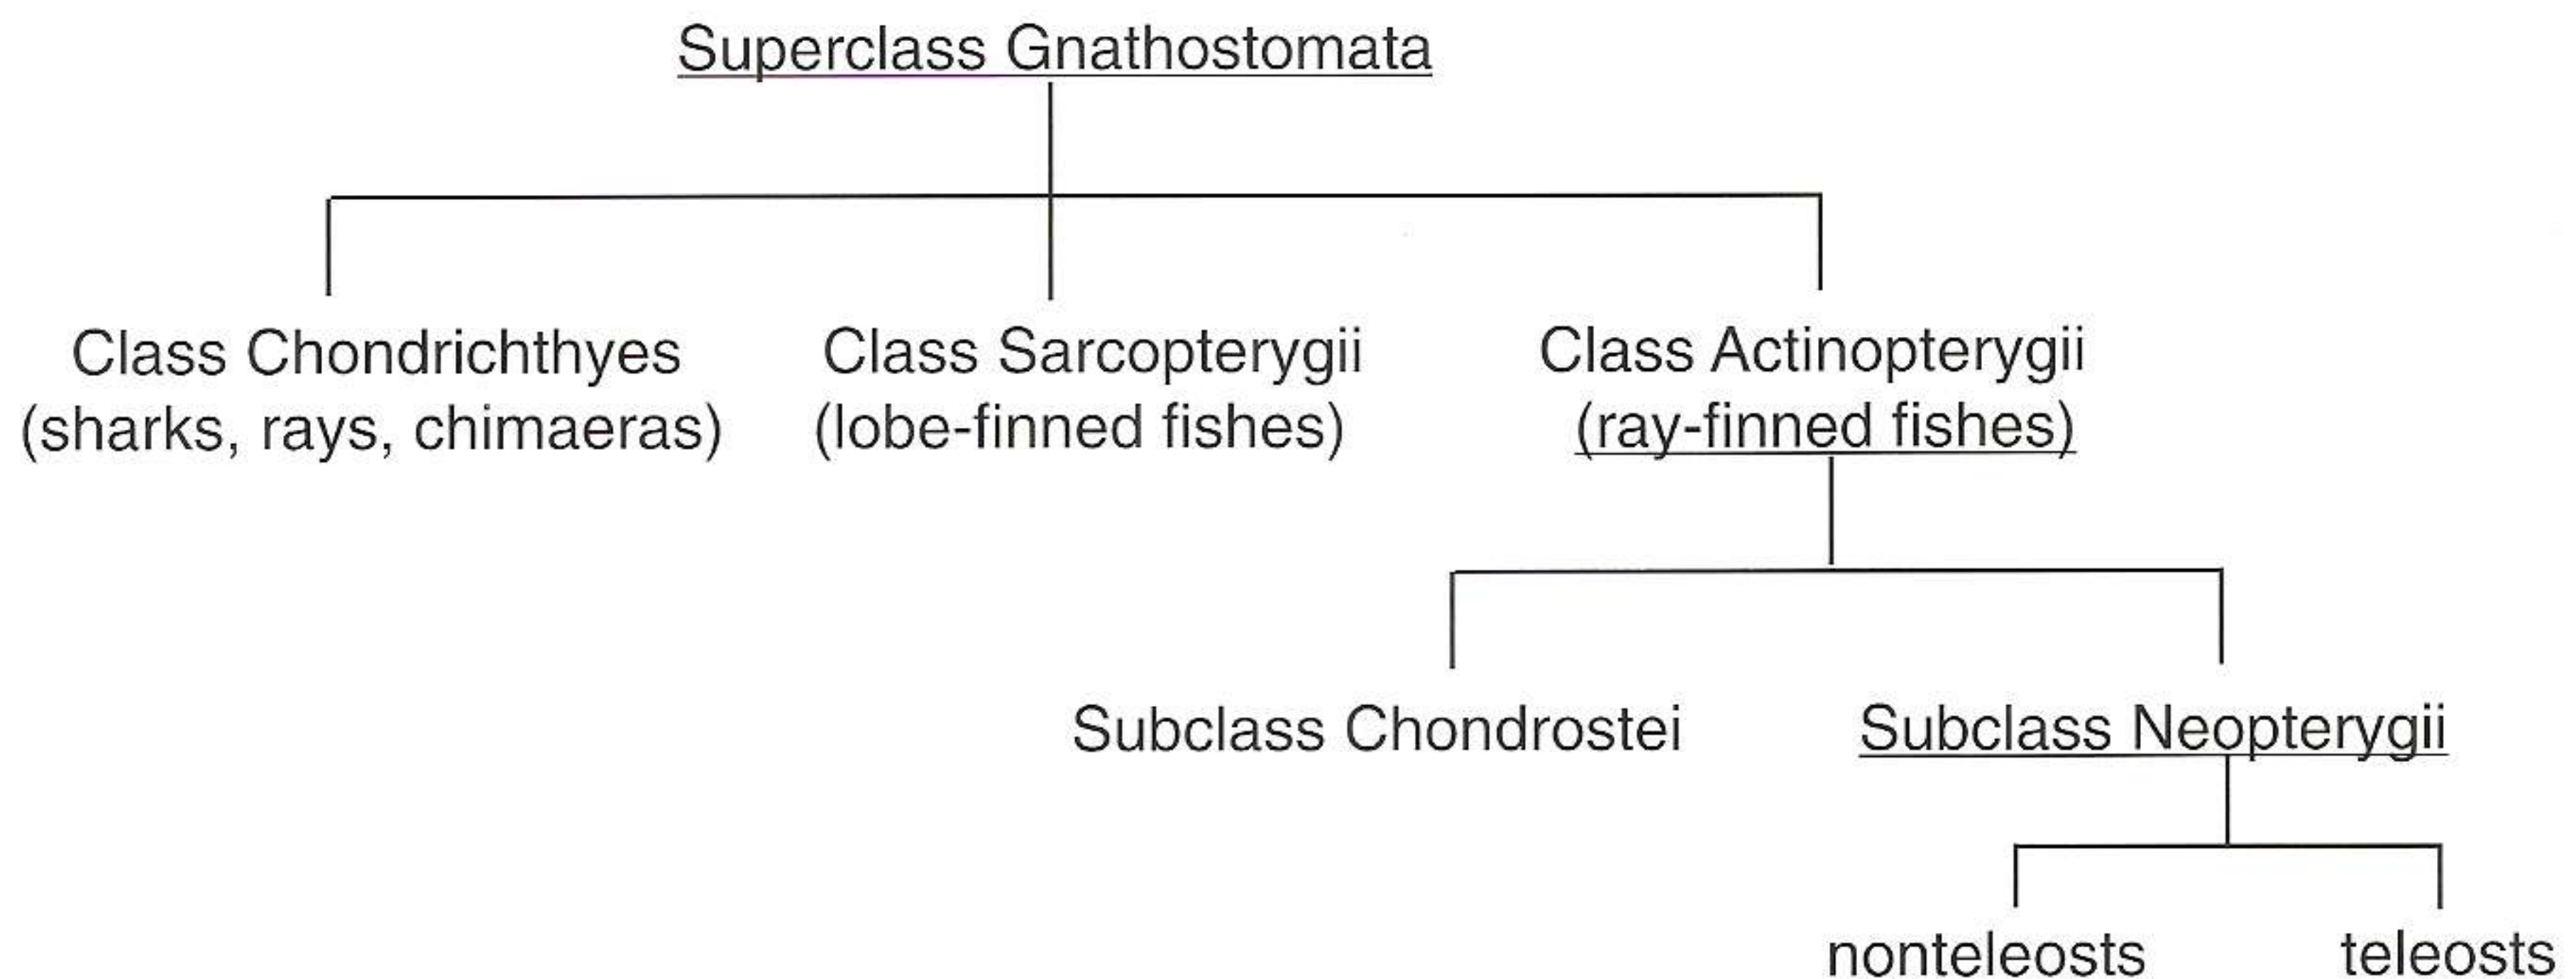 Superclass Gnathostomata
Class Chondrichthyes
(sharks, rays, chimaeras)
Class Sarcopterygii
(lobe-finned fishes)
Class Actinopterygii
(ray-finned fishes)
Subclass Chondrostei
Subclass Neopterygii
nonteleosts
teleosts